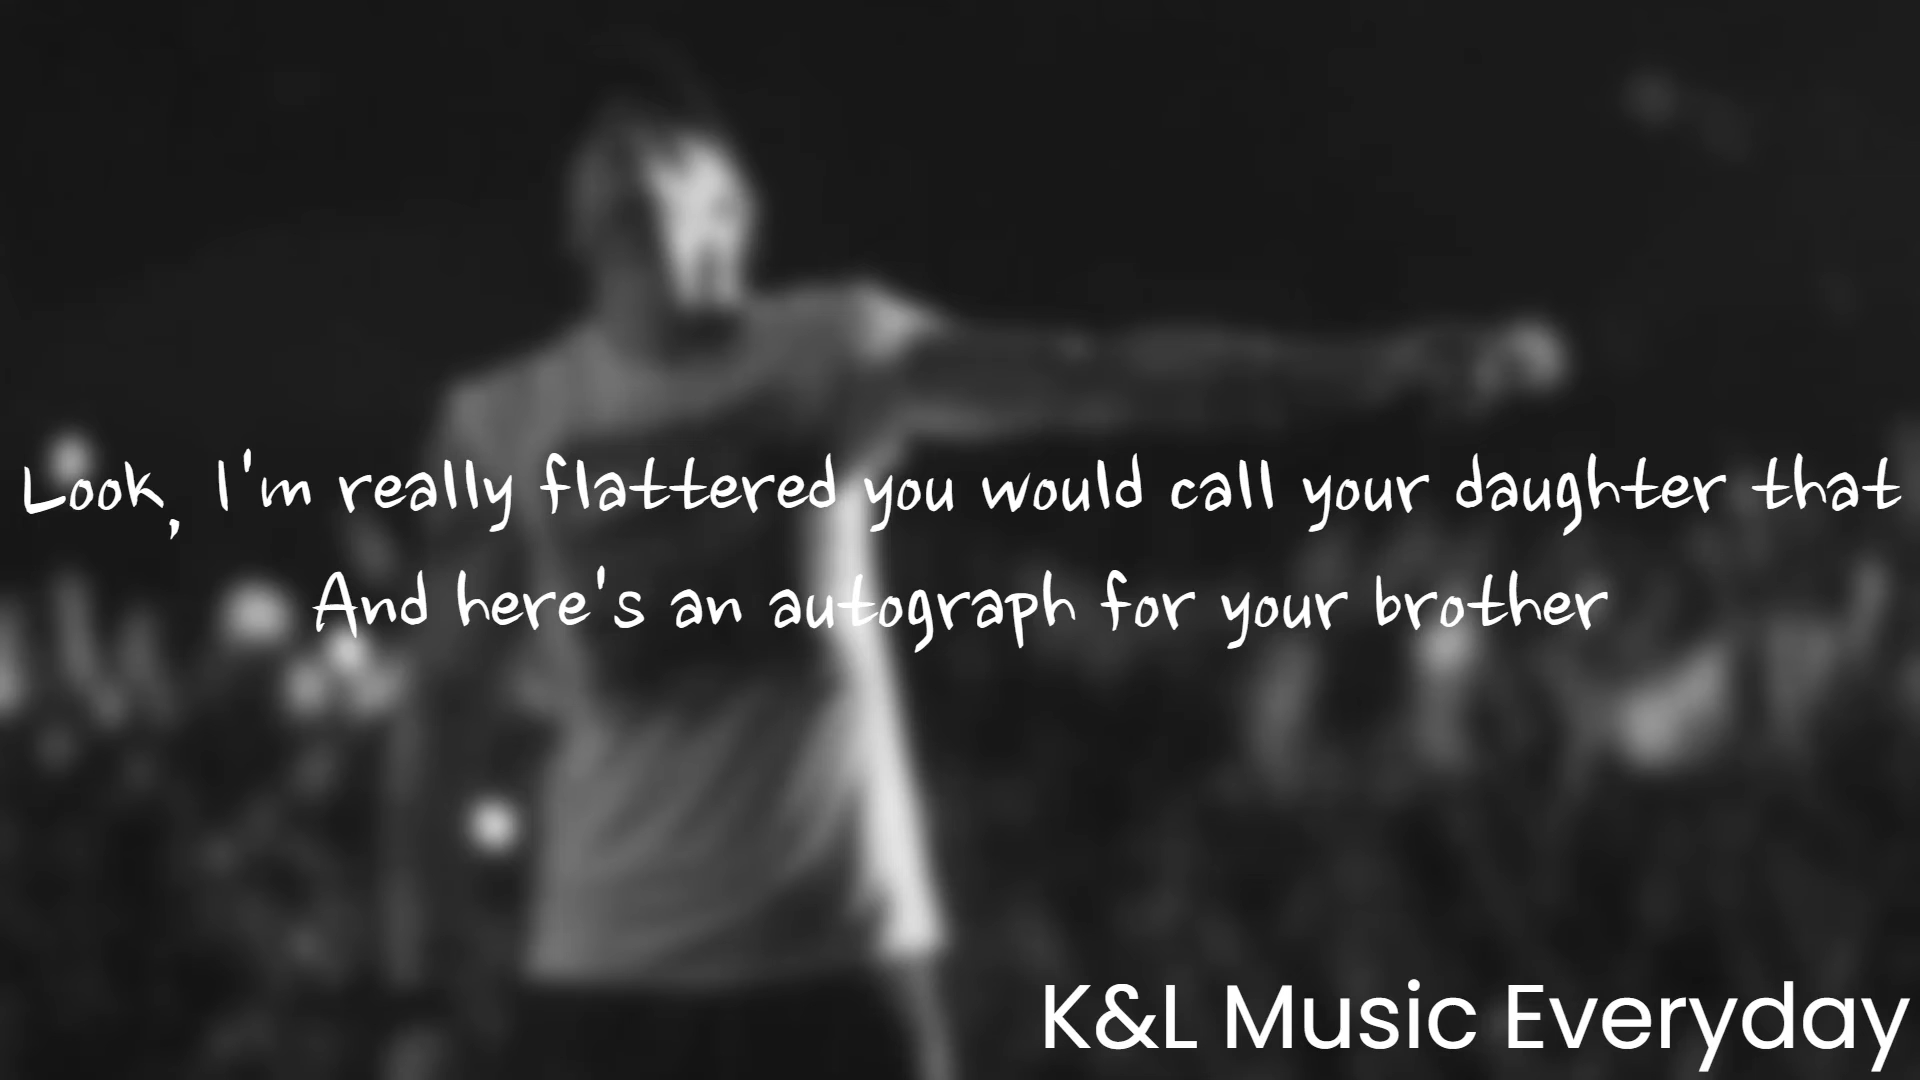 Look, I'm really flattered you would call your daughter that
And here's an autograph for your brother
K&L Music Everyday